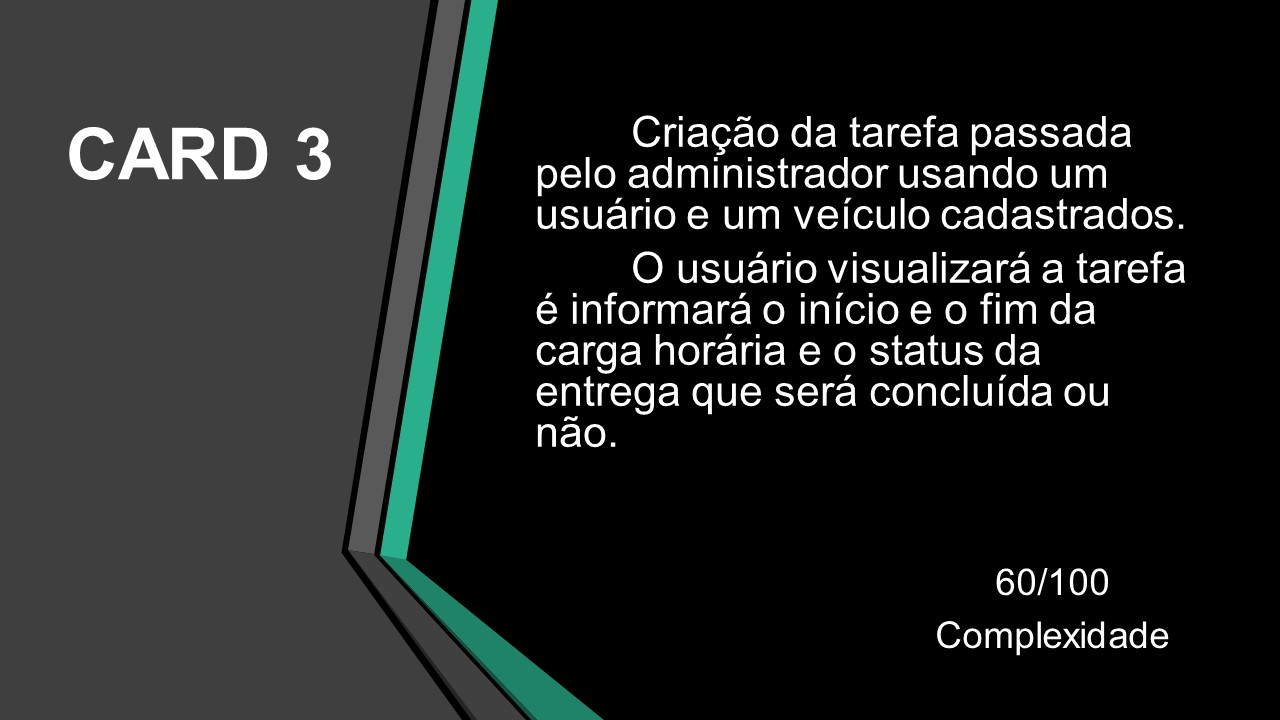 CARD 3
Criação da tarefa passada
pelo administrador usando um
usuário e um veículo cadastrados.
O usuário visualizará a tarefa
é informará o início e o fim da
carga horária e o status da
entrega que será concluída ou
não.
60/100
Complexidade